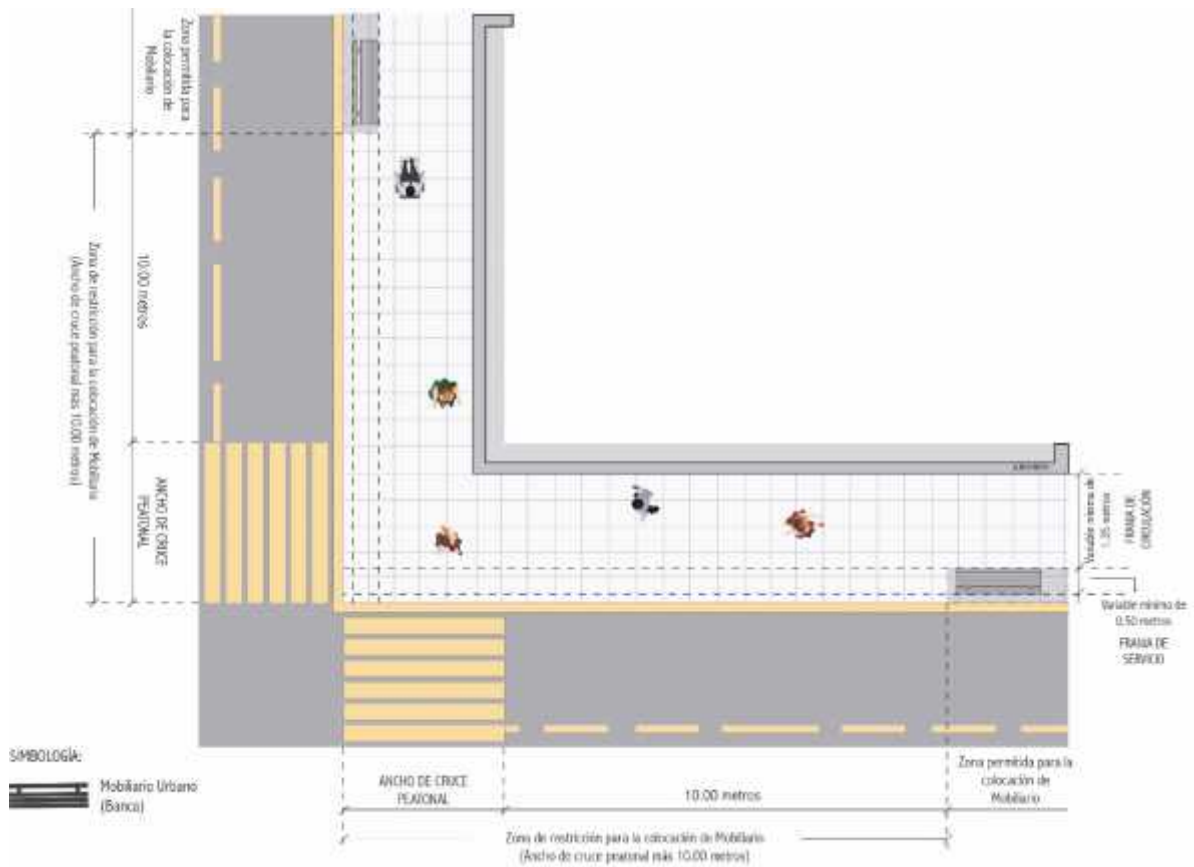 Zona permitida para
la colocación de
Mobiliario
10.00 metros
Zona de restricción para la colocación de Mobiliario
(Ancho de cruce peatonal más 10.00 metros)
ANCHO DE CRUCE
PEATONAL
Variable mínima de
1.35 metros
FRANJA DE
CIRCULACIÓN
Variable mínimo de
0.50 metros
FRANJA DE
SERVICIO
SIMBOLOGÍA:
Mobiliario Urbano
(Banca)
ANCHO DE CRUCE
PEATONAL
10.00 metros
Zona permitida para la
colocación de
Mobiliario
Zona de restricción para la colocación de Mobiliario
(Ancho de cruce peatonal más 10.00 metros)